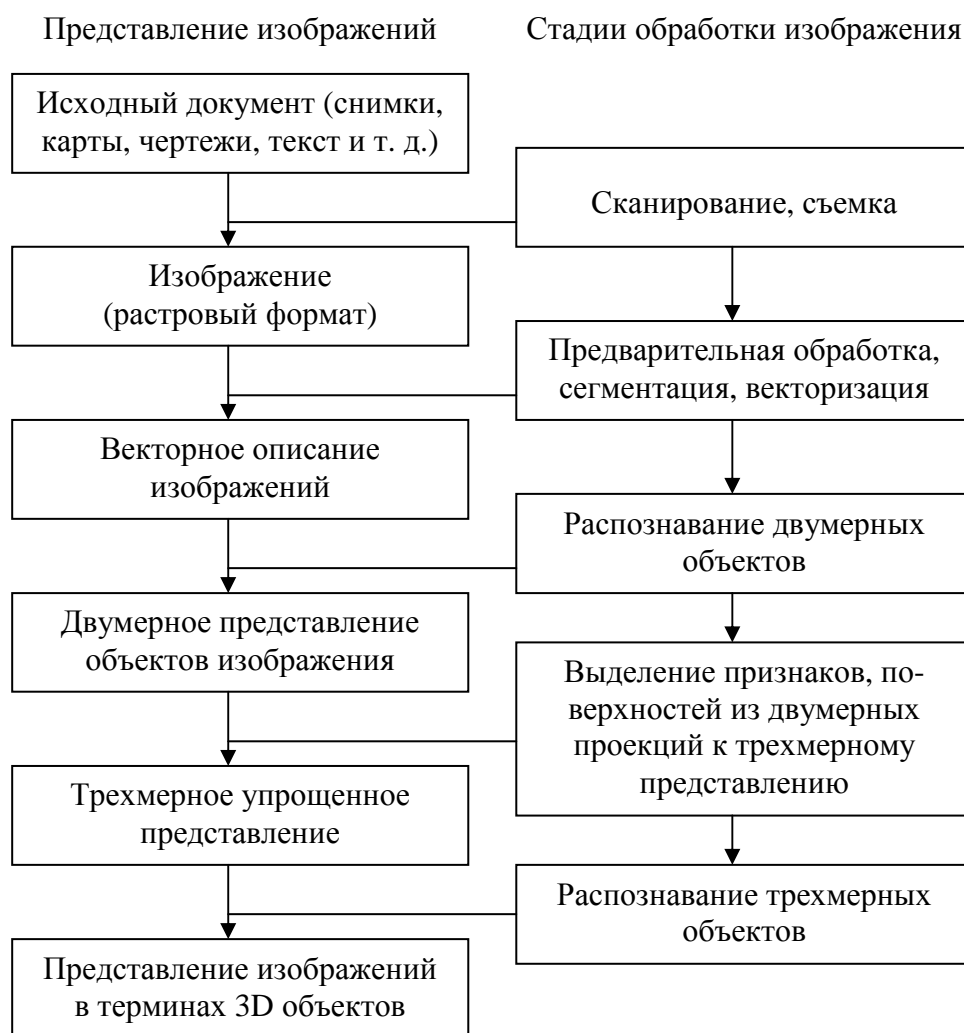 Представление изображений
Стадии обработки изображения
Исходный документ (снимки,
карты, чертежи, текст и т. д.)
Сканирование, съемка
Изображение
(растровый формат)
Предварительная обработка,
сегментация, векторизация
Векторное описание
изображений
Распознавание двумерных
объектов
Двумерное представление
объектов изображения
Выделение признаков, по-
верхностей из двумерных
проекций к трехмерному
представлению
Трехмерное упрощенное
представление
Распознавание трехмерных
объектов
Представление изображений
в терминах 3D объектов